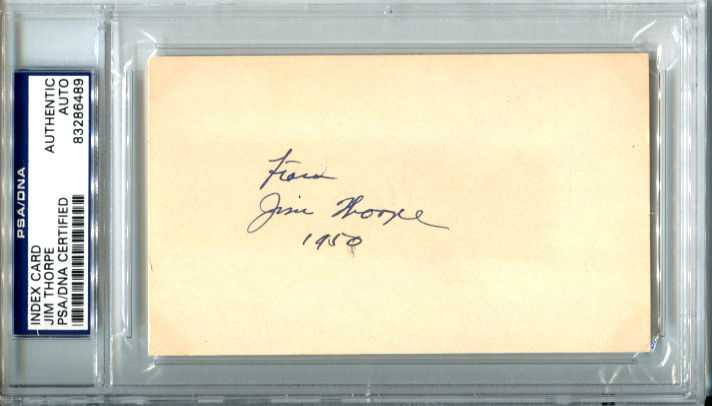 PSA/DNA
INDEX CARD
JIM THORPE
PSA/DNA CERTIFIED
AUTHENTIC
AUTO
83286489
From
Jim Thorpe
1950